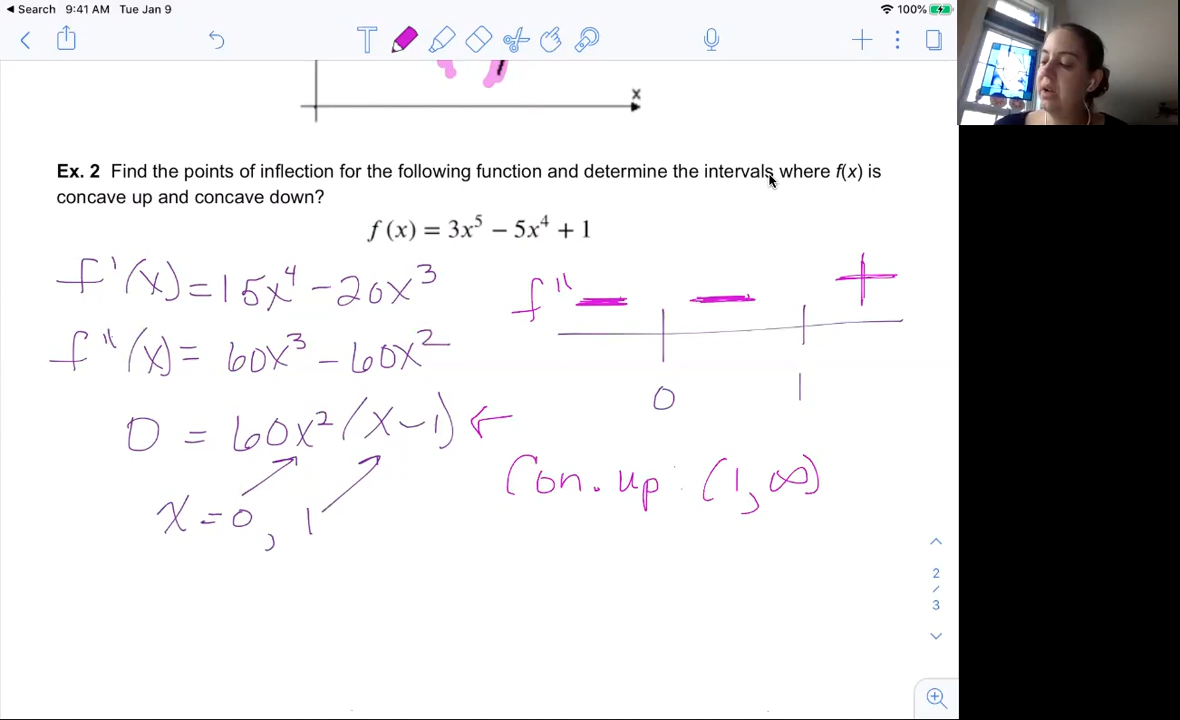 Search 9:41 AM Tue Jan 9 100%
T
x
Ex. 2 Find the points of inflection for the following function and determine the intervals where f(x) is
concave up and concave down?
f(x) = 3x⁵ − 5x⁴ + 1
f'(x) = 15x⁴ − 20x³
f''(x) = 60x³ − 60x²
0 = 60x²(x−1) ←
x = 0, 1
f'' − − +
0 1
Con. up : (1, ∞)
2
/
3